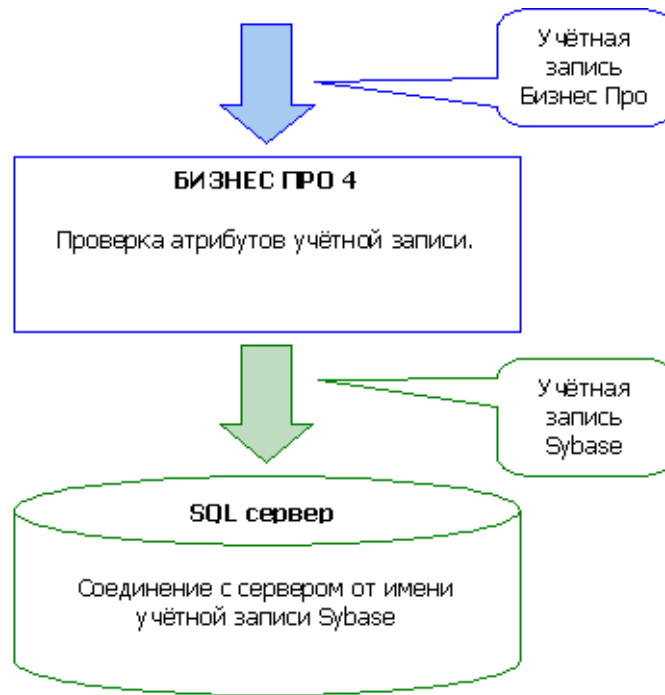 Учётная
запись
Бизнес Про
БИЗНЕС ПРО 4
Проверка атрибутов учётной записи.
Учётная
запись
Sybase
SQL сервер
Соединение с сервером от имени
учётной записи Sybase